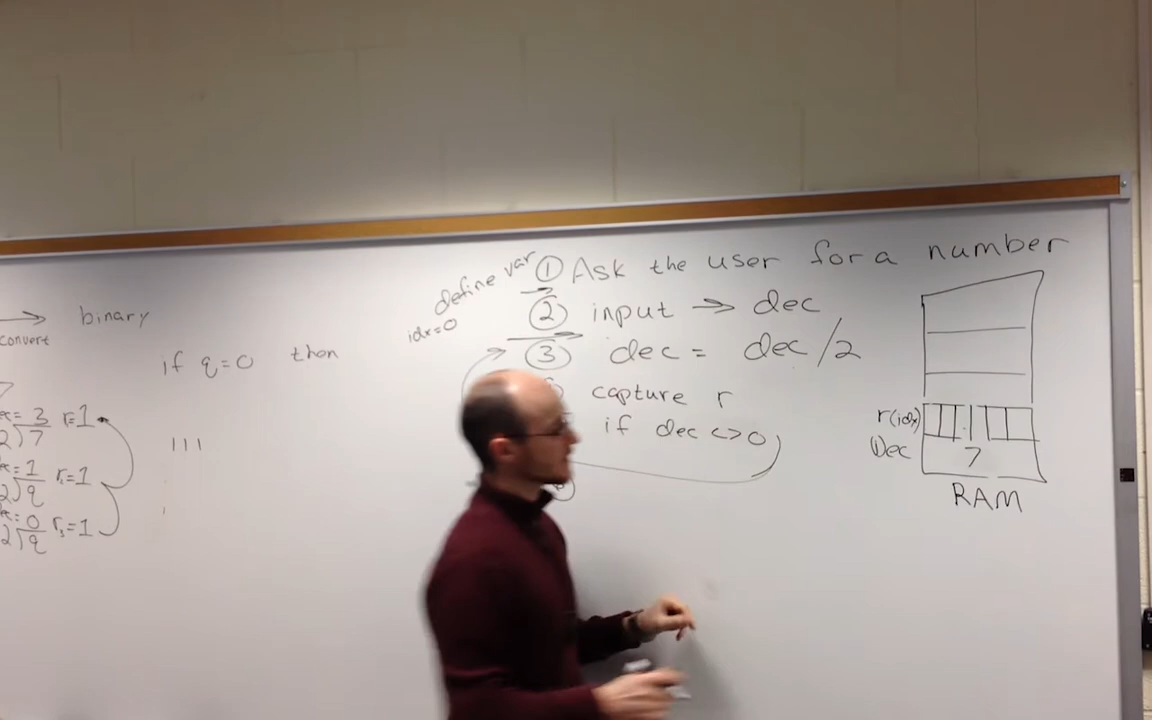 binary
convert
3 r=1
2)7
1 r=1
2)q
0 r3=1
2)q
if q=0 then
111
define var
idx=0
① Ask the user for a number
② input → dec
③ dec = dec/2
capture r
if dec <>0
r(idx)
Dec 7
RAM